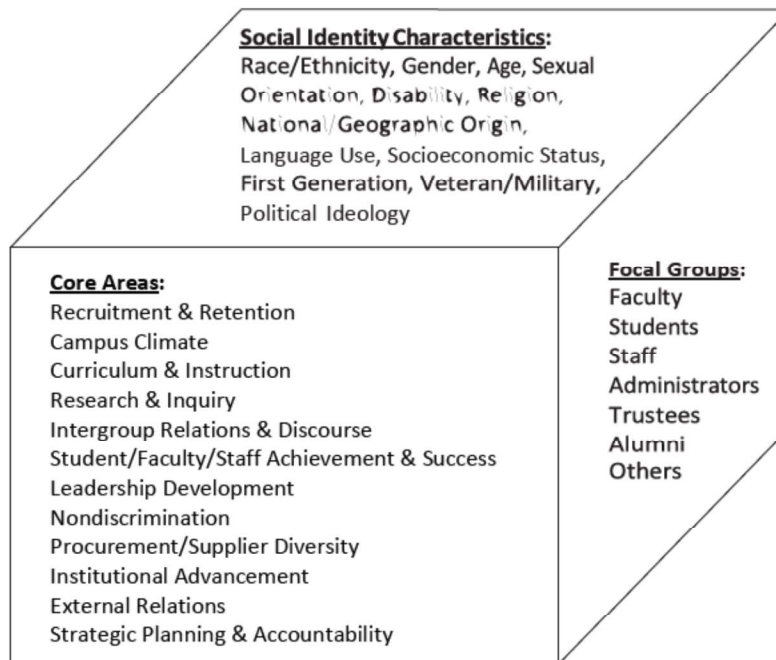 Social Identity Characteristics:
Race/Ethnicity, Gender, Age, Sexual
Orientation, Disability, Religion,
National/Geographic Origin,
Language Use, Socioeconomic Status,
First Generation, Veteran/Military,
Political Ideology
Core Areas:
Recruitment & Retention
Campus Climate
Curriculum & Instruction
Research & Inquiry
Intergroup Relations & Discourse
Student/Faculty/Staff Achievement & Success
Leadership Development
Nondiscrimination
Procurement/Supplier Diversity
Institutional Advancement
External Relations
Strategic Planning & Accountability
Focal Groups:
Faculty
Students
Staff
Administrators
Trustees
Alumni
Others